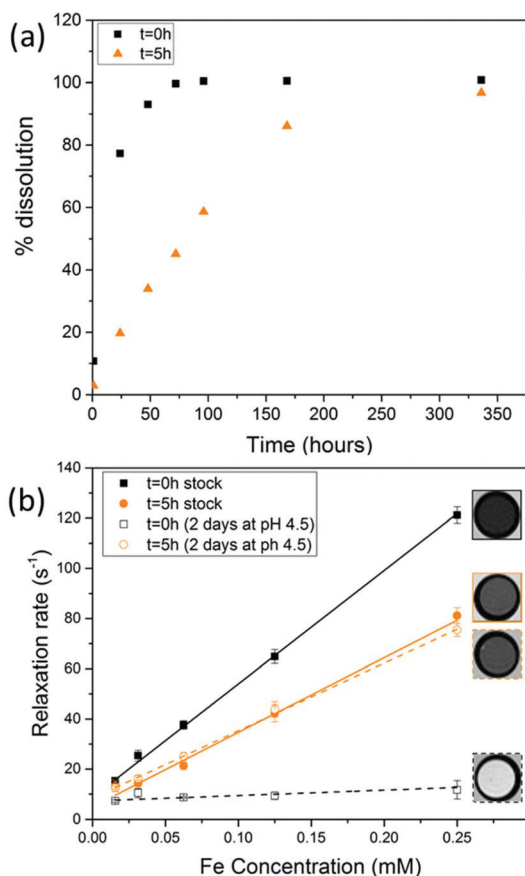 (a)
t=0h
t=5h
120
100
80
60
40
20
0
% dissolution
0 50 100 150 200 250 300 350
Time (hours)
(b)
t=0h stock
t=5h stock
t=0h (2 days at pH 4.5)
t=5h (2 days at ph 4.5)
140
120
100
80
60
40
20
0
Relaxation rate (s⁻¹)
0.00 0.05 0.10 0.15 0.20 0.25
Fe Concentration (mM)